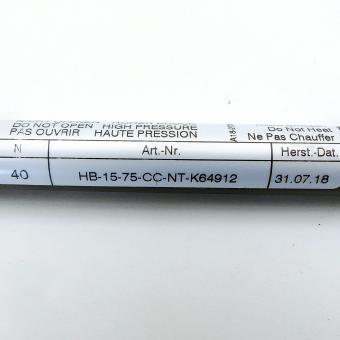 DO NOT OPEN HIGH PRESSURE Do Not Heat
PAS OUVRIR HAUTE PRESSION Ne Pas Chauffer
N Art.-Nr. Herst.-Dat.
40 HB-15-75-CC-NT-K64912 31.07.18